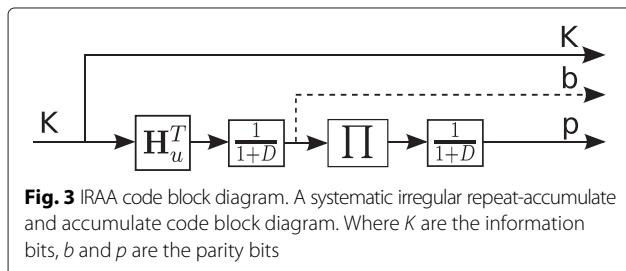 K
b
K
H_u^T
1/1+D
∏
1/1+D
p
Fig. 3 IRAA code block diagram. A systematic irregular repeat-accumulate
and accumulate code block diagram. Where K are the information
bits, b and p are the parity bits